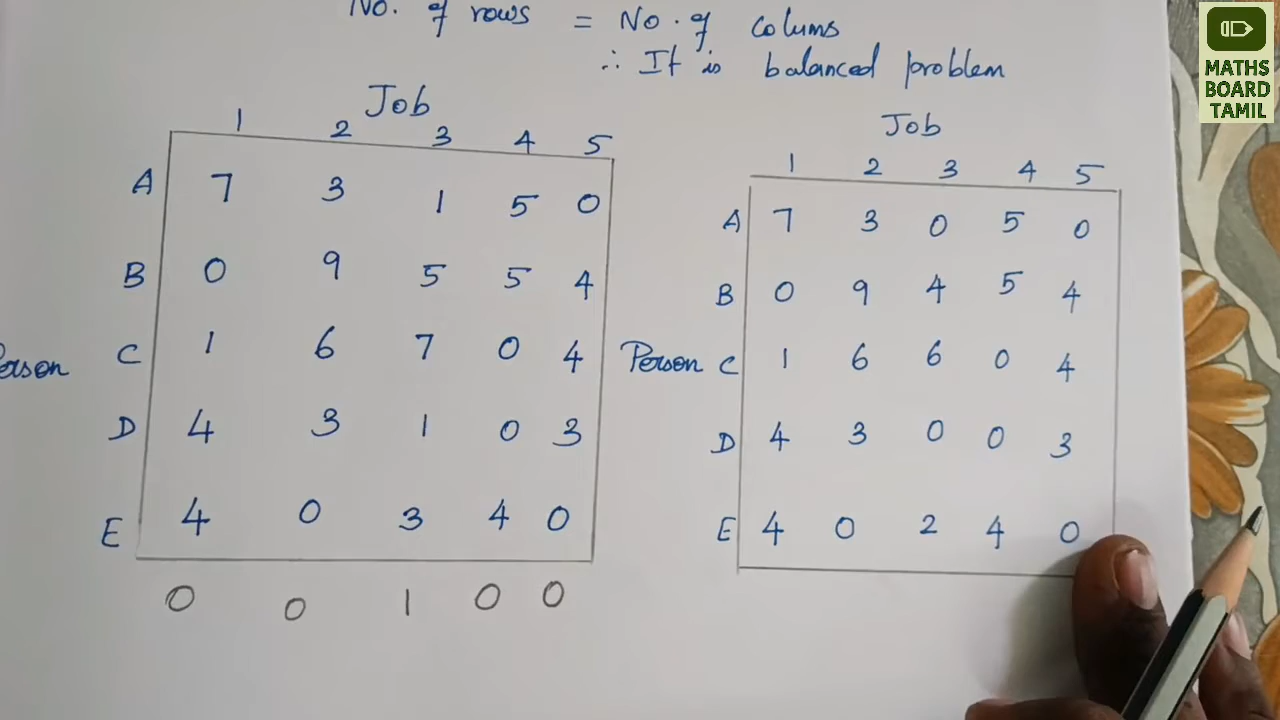 No. of rows = No. of colums
∴ It is balanced problem
MATHS
BOARD
TAMIL
Job
1 2 3 4 5
A 7 3 1 5 0
B 0 9 5 5 4
C 1 6 7 0 4
Person
D 4 3 1 0 3
E 4 0 3 4 0
0 0 1 0 0
Job
1 2 3 4 5
A 7 3 0 5 0
B 0 9 4 5 4
Person C 1 6 6 0 4
D 4 3 0 0 3
E 4 0 2 4 0